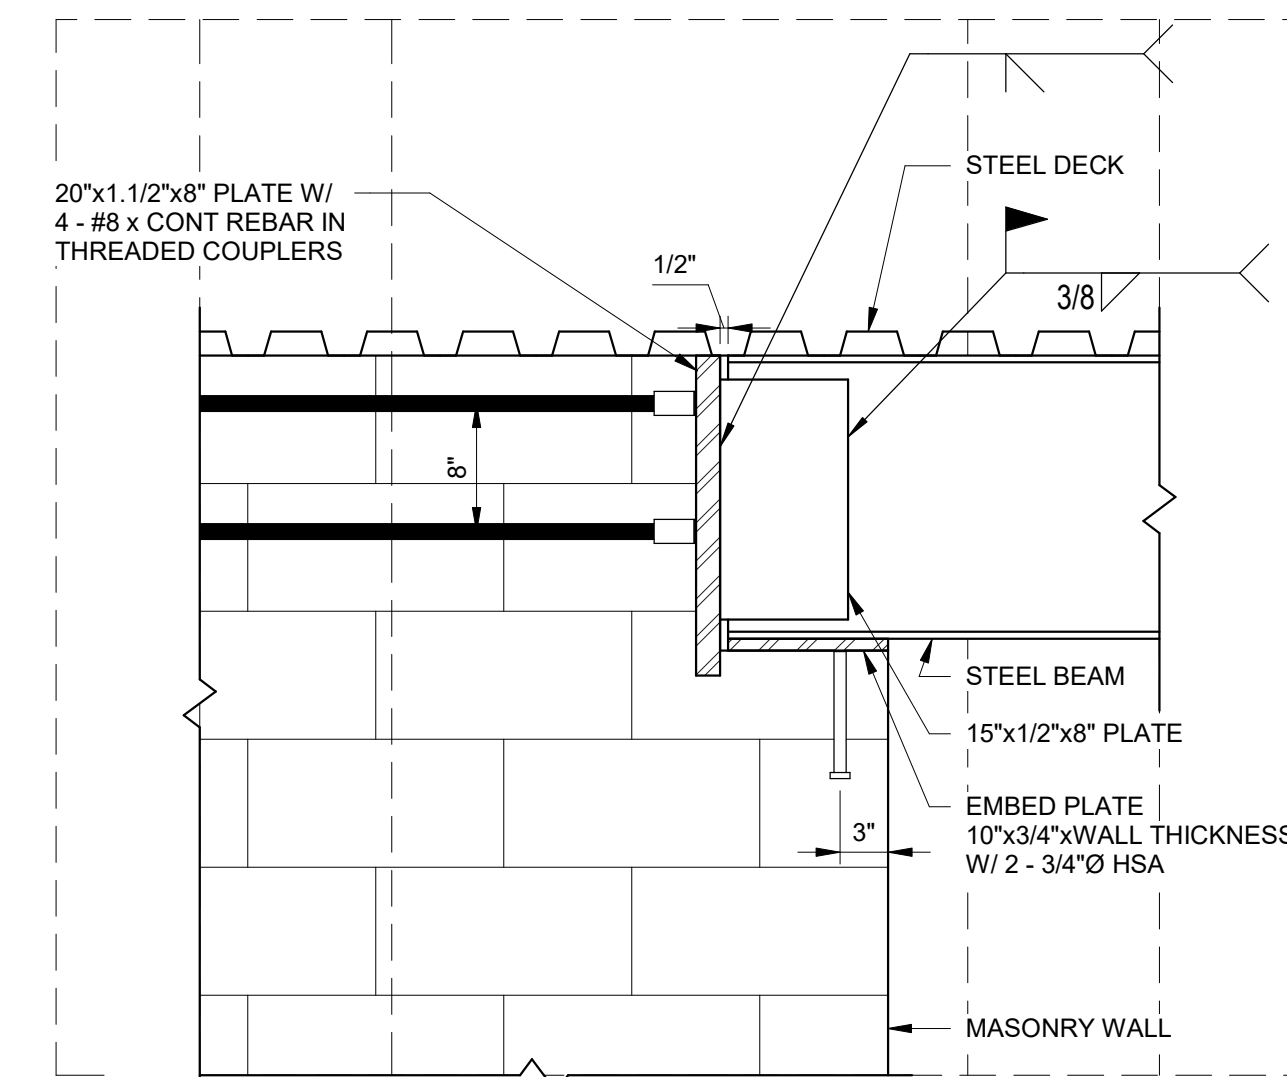 STEEL DECK
20"x1.1/2"x8" PLATE W/
4 - #8 x CONT REBAR IN
THREADED COUPLERS
1/2"
3/8
8"
STEEL BEAM
15"x1/2"x8" PLATE
EMBED PLATE
10"x3/4"xWALL THICKNESS
W/ 2 - 3/4"Ø HSA
3"
MASONRY WALL